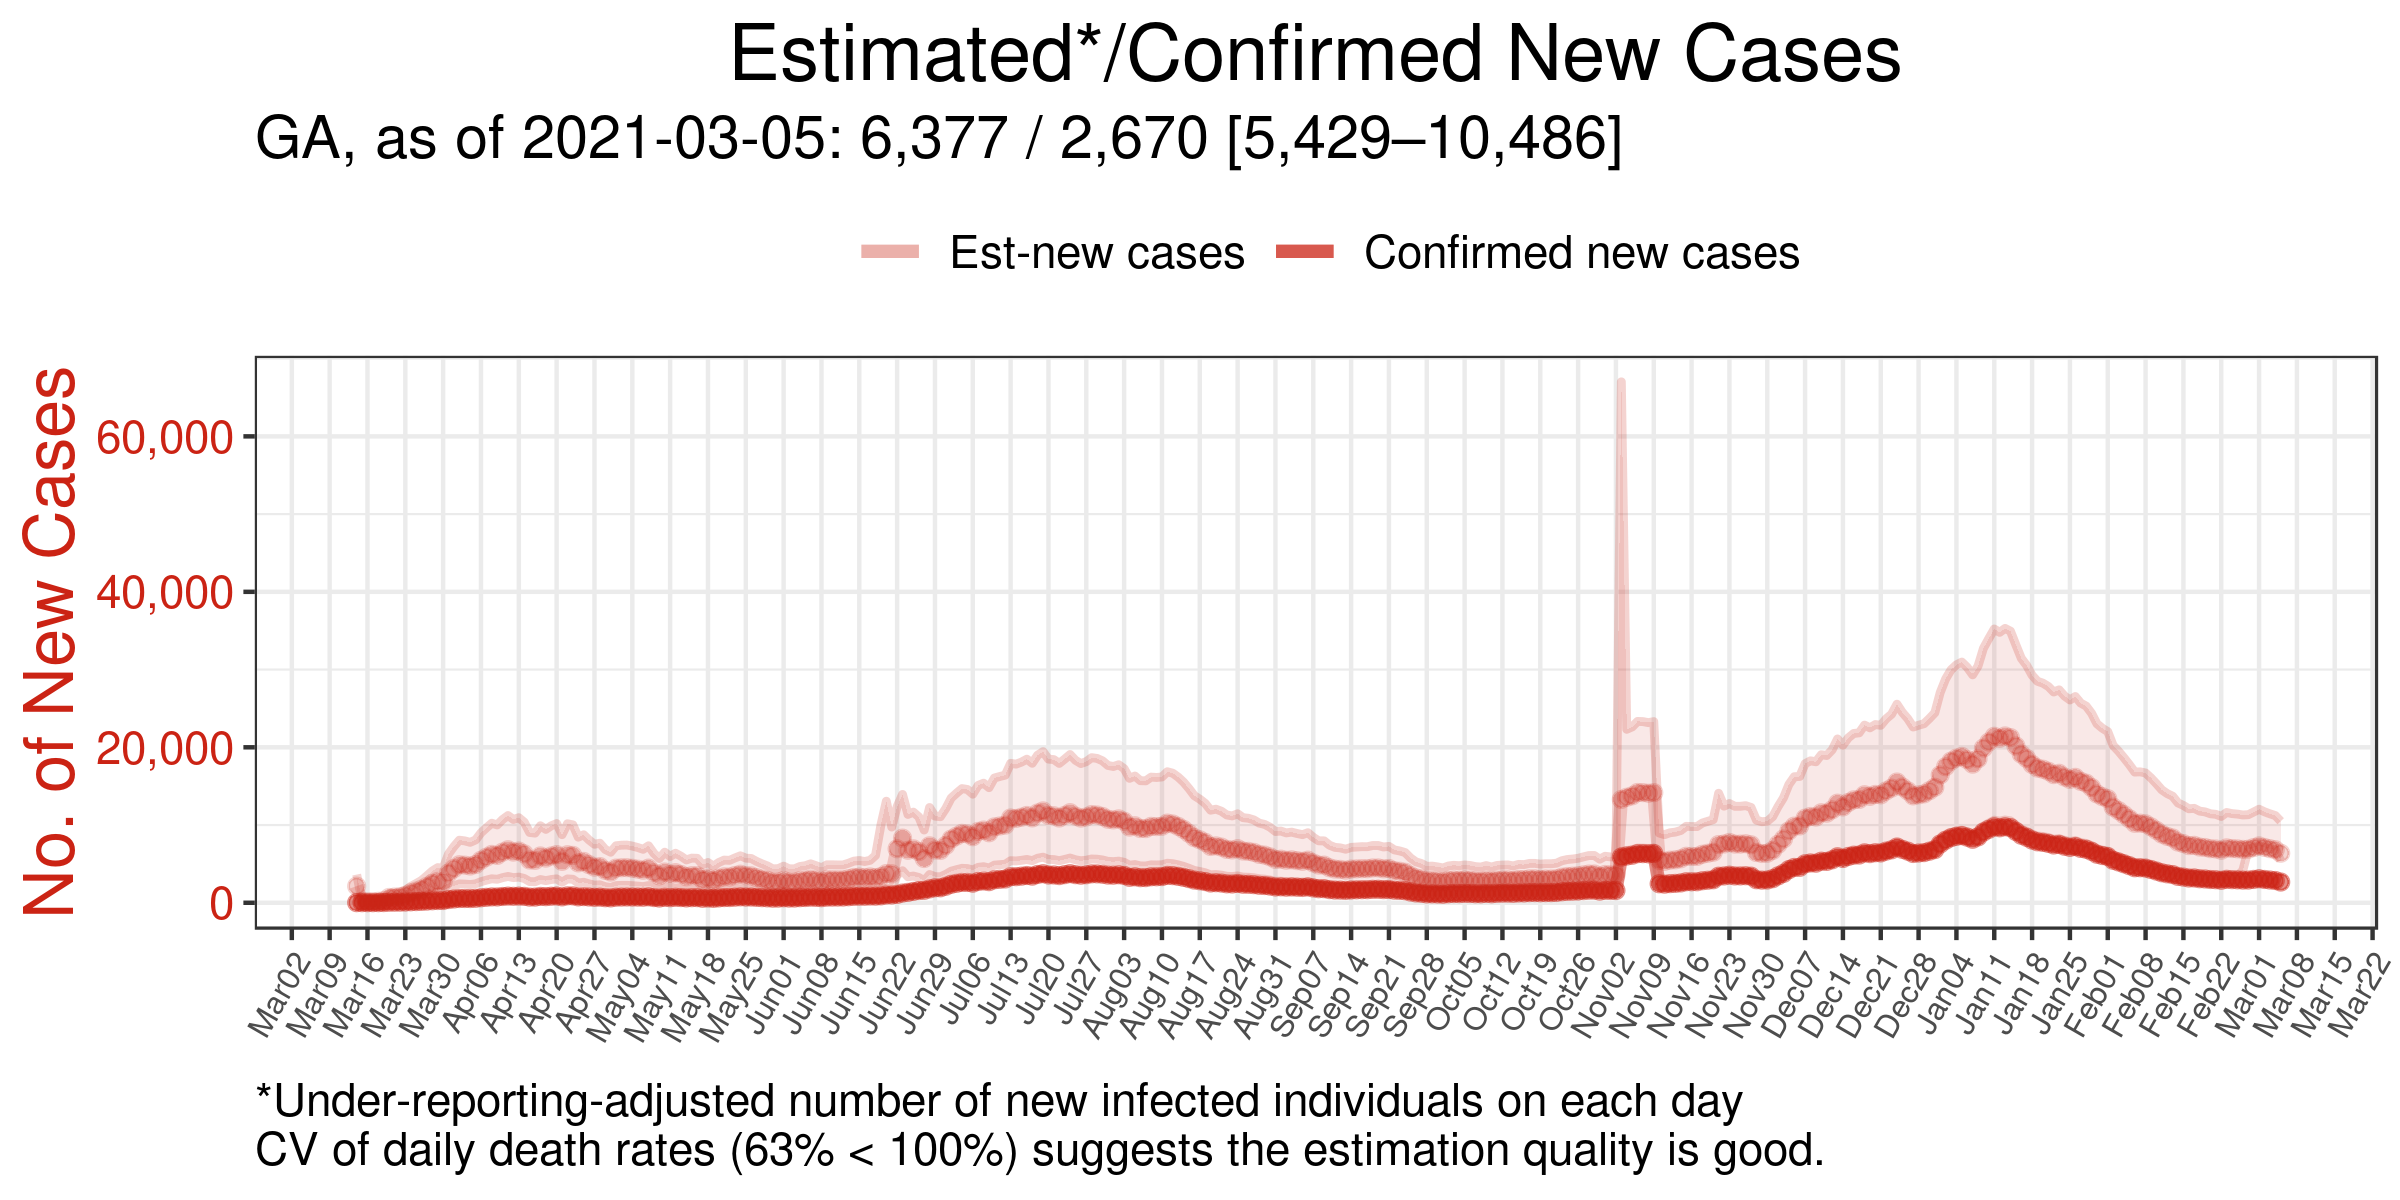 Estimated*/Confirmed New Cases
GA, as of 2021-03-05: 6,377 / 2,670 [5,429–10,486]
Est-new cases Confirmed new cases
No. of New Cases
60,000
40,000
20,000
0
Mar02 Mar09 Mar16 Mar23 Mar30 Apr06 Apr13 Apr20 Apr27 May04 May11 May18 May25 Jun01 Jun08 Jun15 Jun22 Jun29 Jul06 Jul13 Jul20 Jul27 Aug03 Aug10 Aug17 Aug24 Aug31 Sep07 Sep14 Sep21 Sep28 Oct05 Oct12 Oct19 Oct26 Nov02 Nov09 Nov16 Nov23 Nov30 Dec07 Dec14 Dec21 Dec28 Jan04 Jan11 Jan18 Jan25 Feb01 Feb08 Feb15 Feb22 Mar01 Mar08 Mar15 Mar22
*Under-reporting-adjusted number of new infected individuals on each day
CV of daily death rates (63% < 100%) suggests the estimation quality is good.